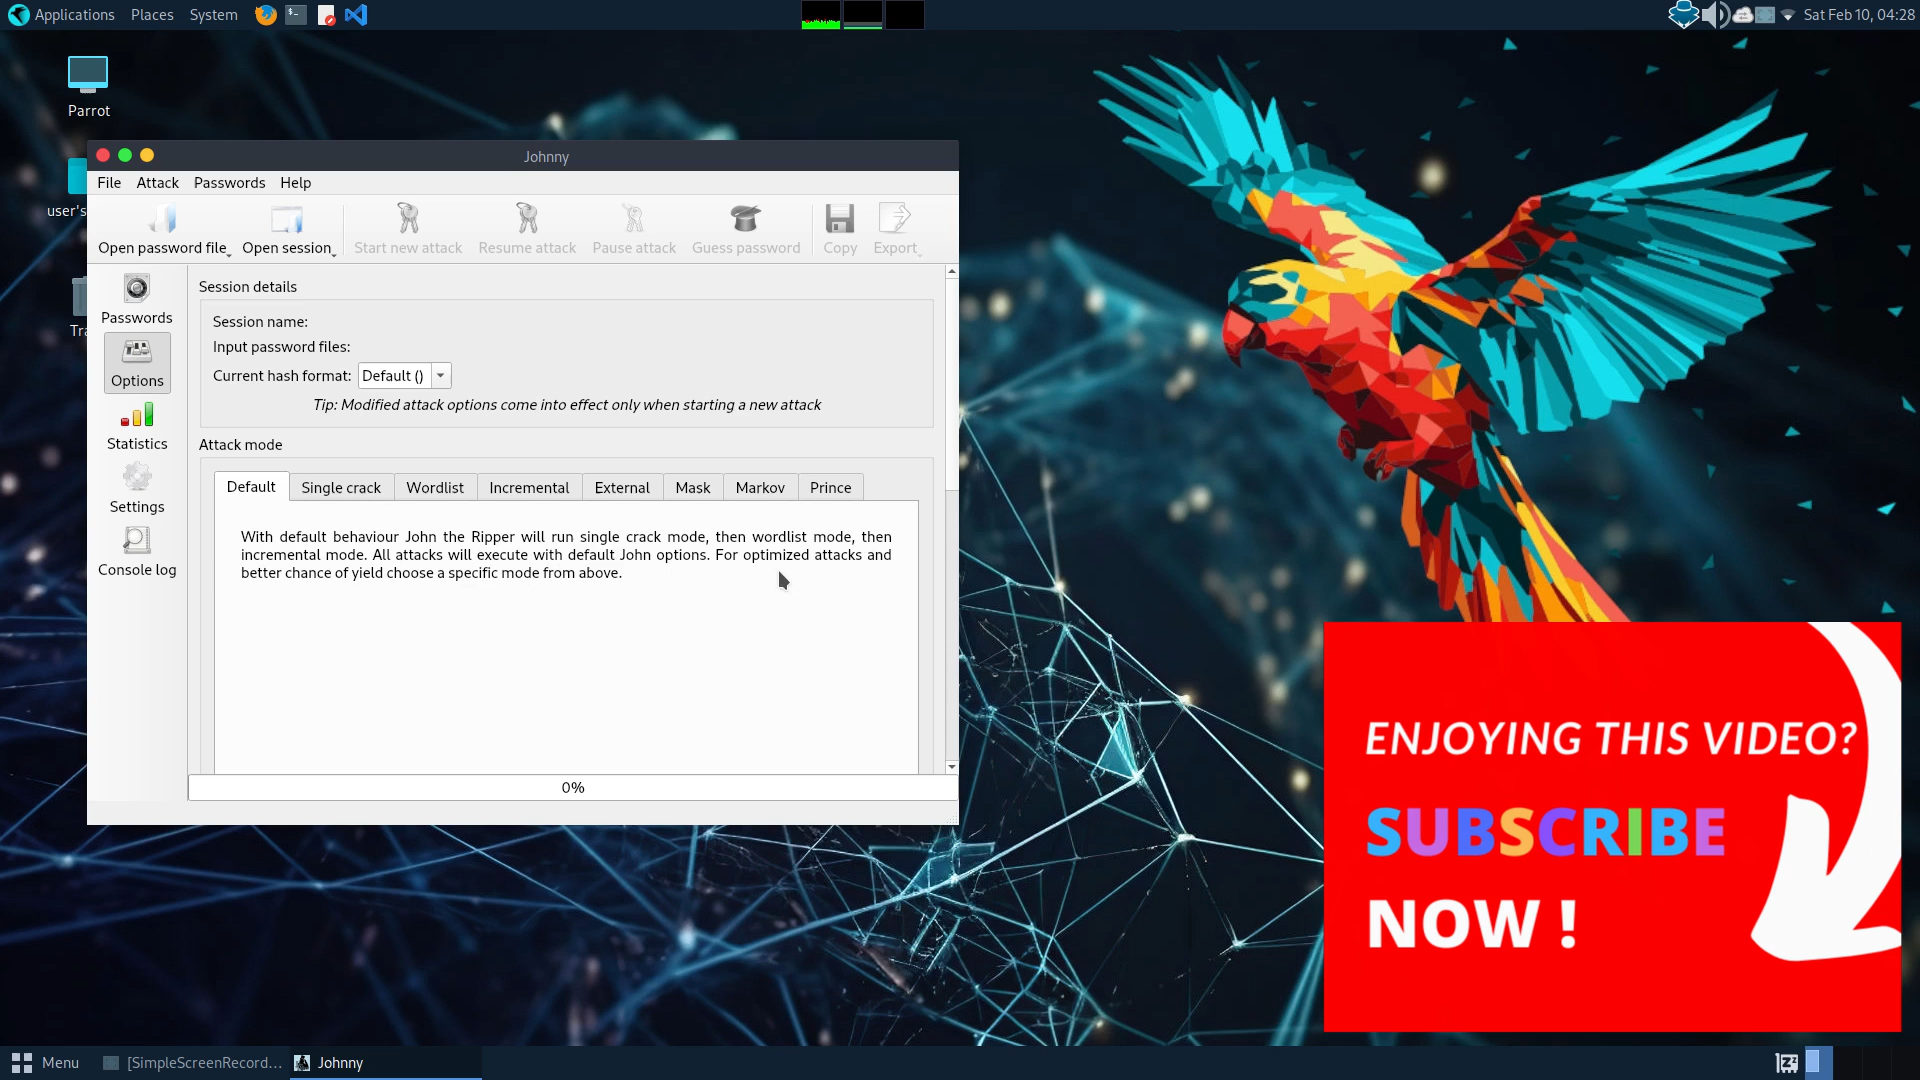 Applications Places System
Sat Feb 10, 04:28
Parrot
user's
Johnny
File Attack Passwords Help
Open password file Open session Start new attack Resume attack Pause attack Guess password Copy Export
Passwords
Options
Statistics
Settings
Console log
Session details
Session name:
Input password files:
Current hash format: Default ()
Tip: Modified attack options come into effect only when starting a new attack
Attack mode
Default Single crack Wordlist Incremental External Mask Markov Prince
With default behaviour John the Ripper will run single crack mode, then wordlist mode, then
incremental mode. All attacks will execute with default John options. For optimized attacks and
better chance of yield choose a specific mode from above.
0%
ENJOYING THIS VIDEO?
SUBSCRIBE
NOW !
Menu [SimpleScreenRecord... Johnny